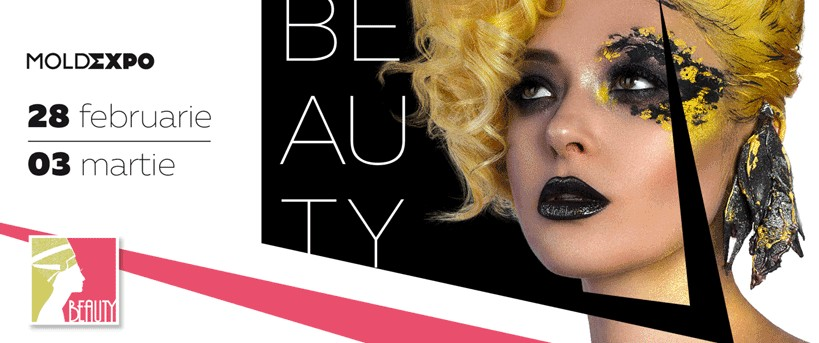 MOLDEXPO
28 februarie
03 martie
BE
AU
TY
BEAUTY